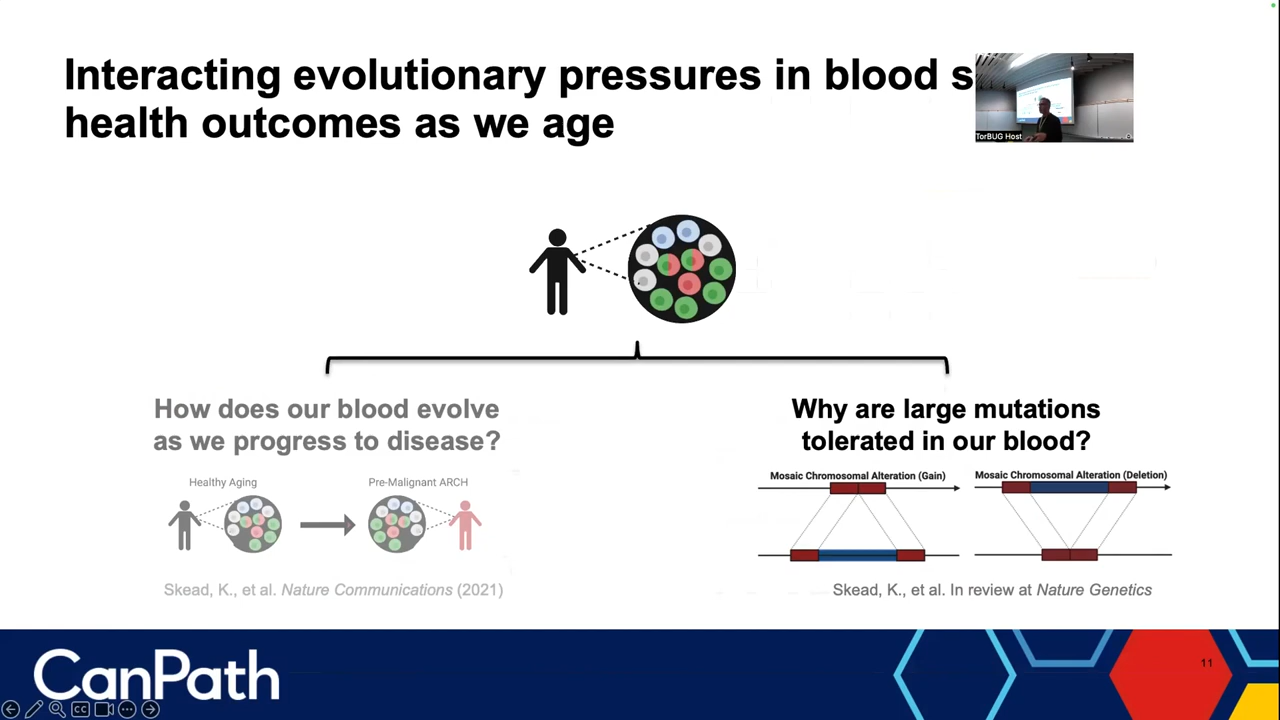 Interacting evolutionary pressures in blood s
health outcomes as we age
TorBUG Host
How does our blood evolve
as we progress to disease?
Healthy Aging
Pre-Malignant ARCH
Skead, K., et al. Nature Communications (2021)
Why are large mutations
tolerated in our blood?
Mosaic Chromosomal Alteration (Gain)
Mosaic Chromosomal Alteration (Deletion)
Skead, K., et al. In review at Nature Genetics
11
CanPath
CC